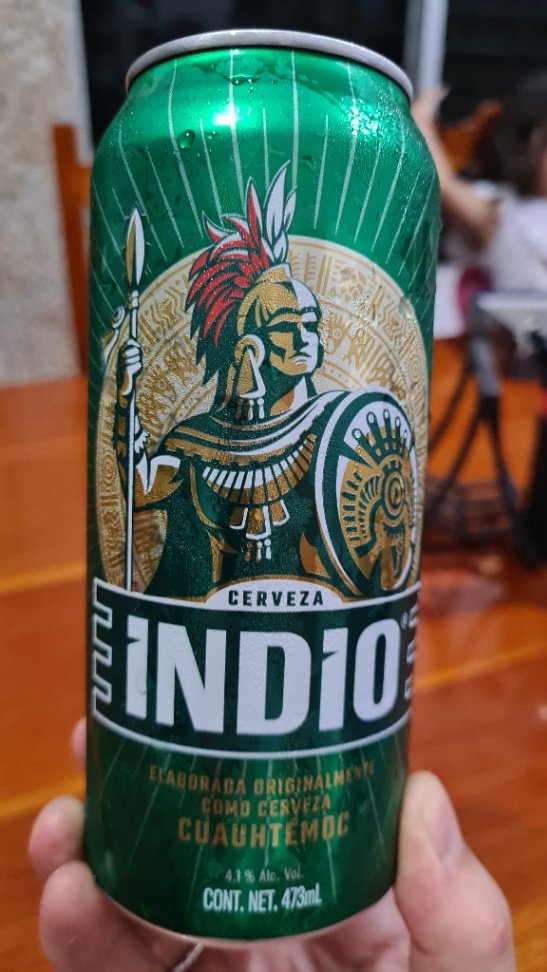 CERVEZA
INDIO®
ELABORADA ORIGINALMENTE
COMO CERVEZA
CUAUHTÉMOC
4.1 % Alc. Vol.
CONT. NET. 473mL